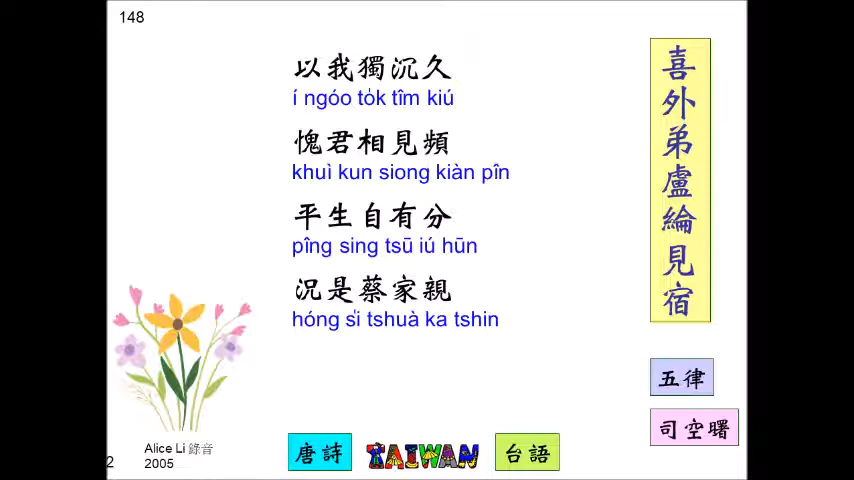 148
以我獨沉久
í ngóo to̍k tîm kiú
愧君相見頻
khuì kun siong kiàn pîn
平生自有分
pîng sing tsū iú hūn
況是蔡家親
hóng si̍ tshuà ka tshin
喜外弟盧綸見宿
五律
司空曙
Alice Li 錄音
2005
2
唐詩
TAIWAN
台語